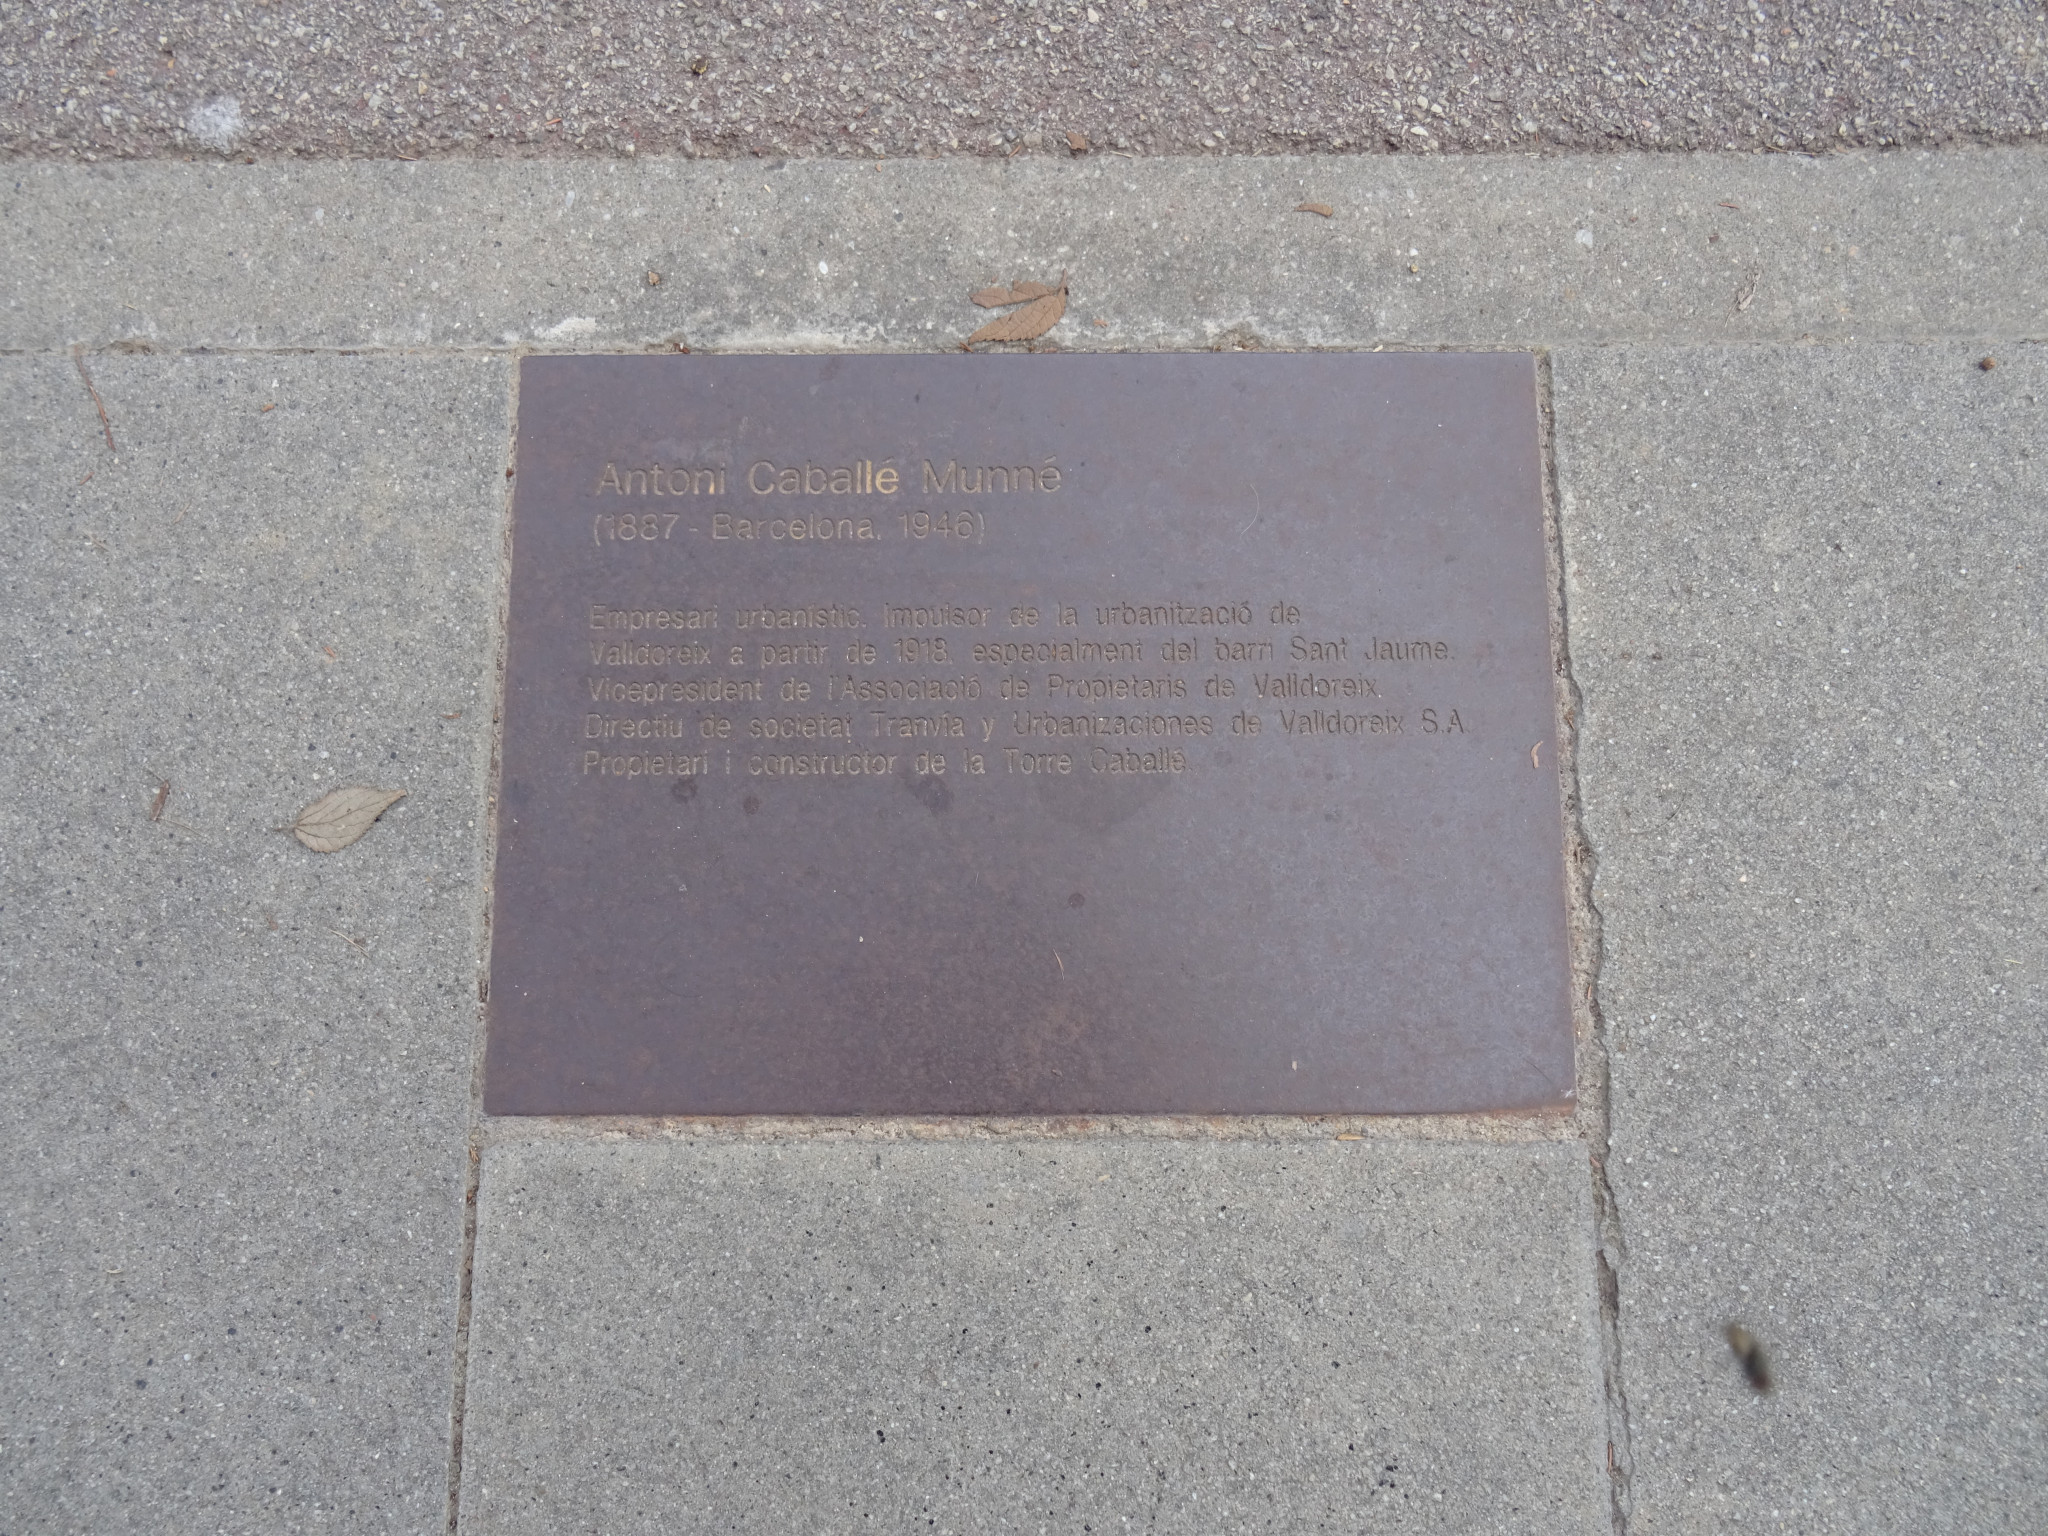 Antoni Caballé Munné
(1887 - Barcelona, 1946)
Empresari urbanístic. Impulsor de la urbanització de
Valldoreix a partir de 1918, especialment del barri Sant Jaume.
Vicepresident de l'Associació de Propietaris de Valldoreix.
Directiu de societat Tranvía y Urbanizaciones de Valldoreix S.A.
Propietari i constructor de la Torre Caballé.